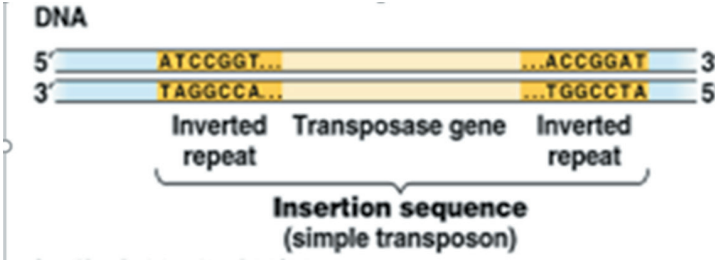 DNA
5′ ATCCGGT... ...ACCGGAT 3
3′ TAGGCCA... ...TGGCCTA 5
Inverted repeat Transposase gene Inverted repeat
Insertion sequence
(simple transposon)